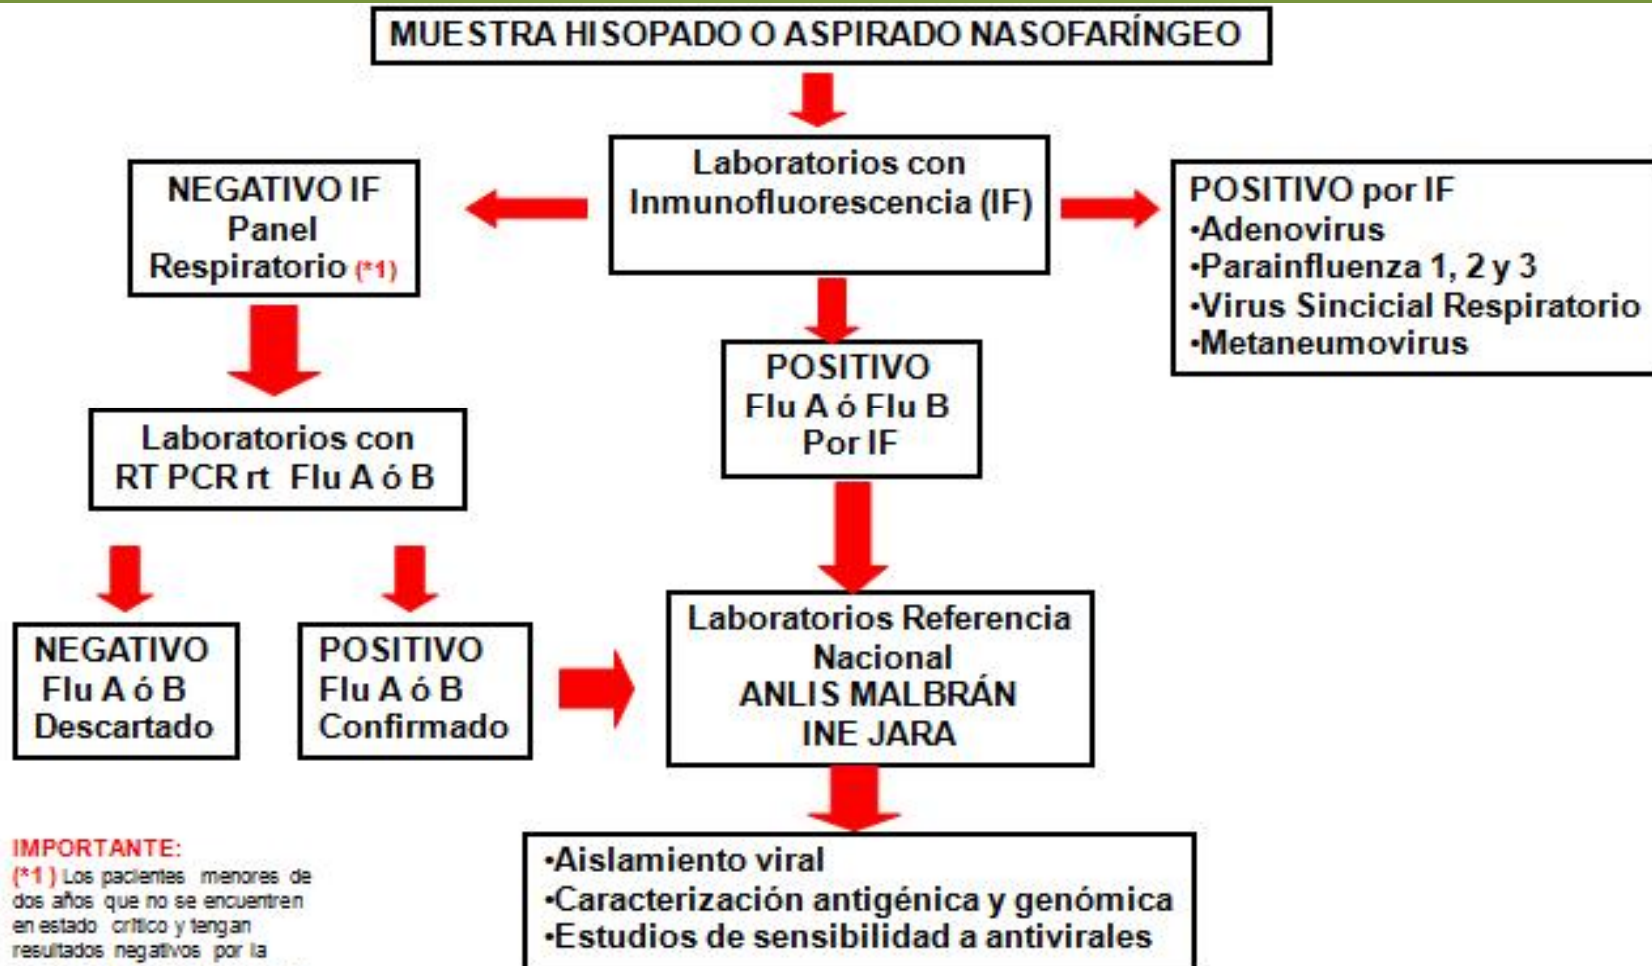 MUESTRA HISOPADO O ASPIRADO NASOFARÍNGEO
Laboratorios con
Inmunofluorescencia (IF)
NEGATIVO IF
Panel
Respiratorio (*1)
POSITIVO por IF
•Adenovirus
•Parainfluenza 1, 2 y 3
•Virus Sincicial Respiratorio
•Metaneumovirus
POSITIVO
Flu A ó Flu B
Por IF
Laboratorios con
RT PCR rt Flu A ó B
NEGATIVO
Flu A ó B
Descartado
POSITIVO
Flu A ó B
Confirmado
Laboratorios Referencia
Nacional
ANLIS MALBRÁN
INE JARA
•Aislamiento viral
•Caracterización antigénica y genómica
•Estudios de sensibilidad a antivirales
IMPORTANTE:
(*1) Los pacientes menores de
dos años que no se encuentren
en estado crítico y tengan
resultados negativos por la